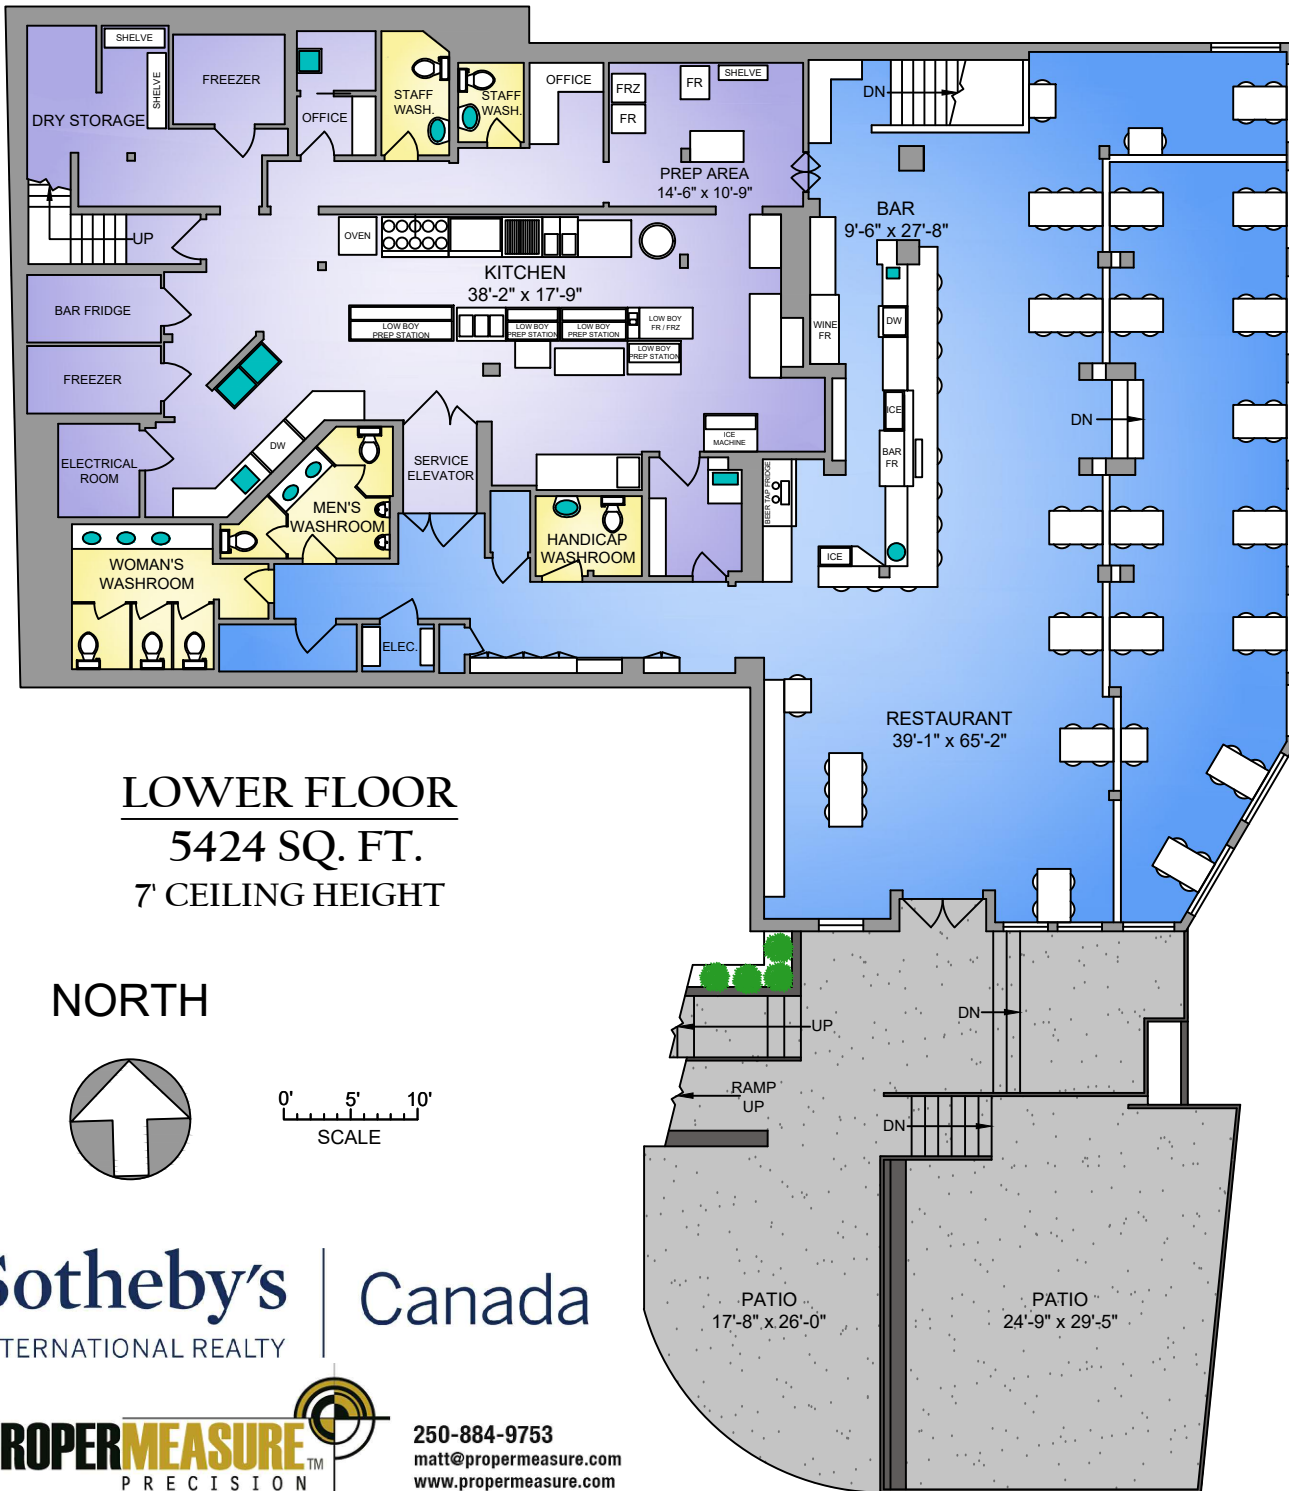 SHELVE
SHELVE
FREEZER
DRY STORAGE
OFFICE
STAFF
WASH.
STAFF
WASH.
OFFICE
FRZ
FR
FR
SHELVE
PREP AREA
14'-6" x 10'-9"
DN
BAR
9'-6" x 27'-8"
UP
OVEN
KITCHEN
38'-2" x 17'-9"
BAR FRIDGE
FREEZER
LOW BOY
PREP STATION
LOW BOY
PREP STATION
LOW BOY
PREP STATION
LOW BOY
FR / FRZ
LOW BOY
PREP STATION
WINE
FR
DW
ICE
BAR
FR
DN
ICE
MACHINE
ELECTRICAL
ROOM
DW
SERVICE
ELEVATOR
MEN'S
WASHROOM
HANDICAP
WASHROOM
BEER TAP FRIDGE
ICE
WOMAN'S
WASHROOM
ELEC.
RESTAURANT
39'-1" x 65'-2"
LOWER FLOOR
5424 SQ. FT.
7' CEILING HEIGHT
NORTH
0' 5' 10'
SCALE
UP
DN
RAMP
UP
DN
PATIO
17'-8" x 26'-0"
PATIO
24'-9" x 29'-5"
Sotheby's
TERNATIONAL REALTY
Canada
ROPERMEASURE TM
PRECISION
250-884-9753
matt@propermeasure.com
www.propermeasure.com